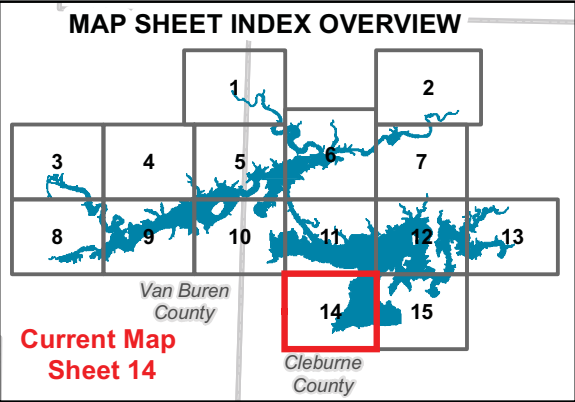 MAP SHEET INDEX OVERVIEW
1
2
3
4
5
6
7
8
9
10
11
12
13
14
15
Van Buren
County
Current Map
Sheet 14
Cleburne
County